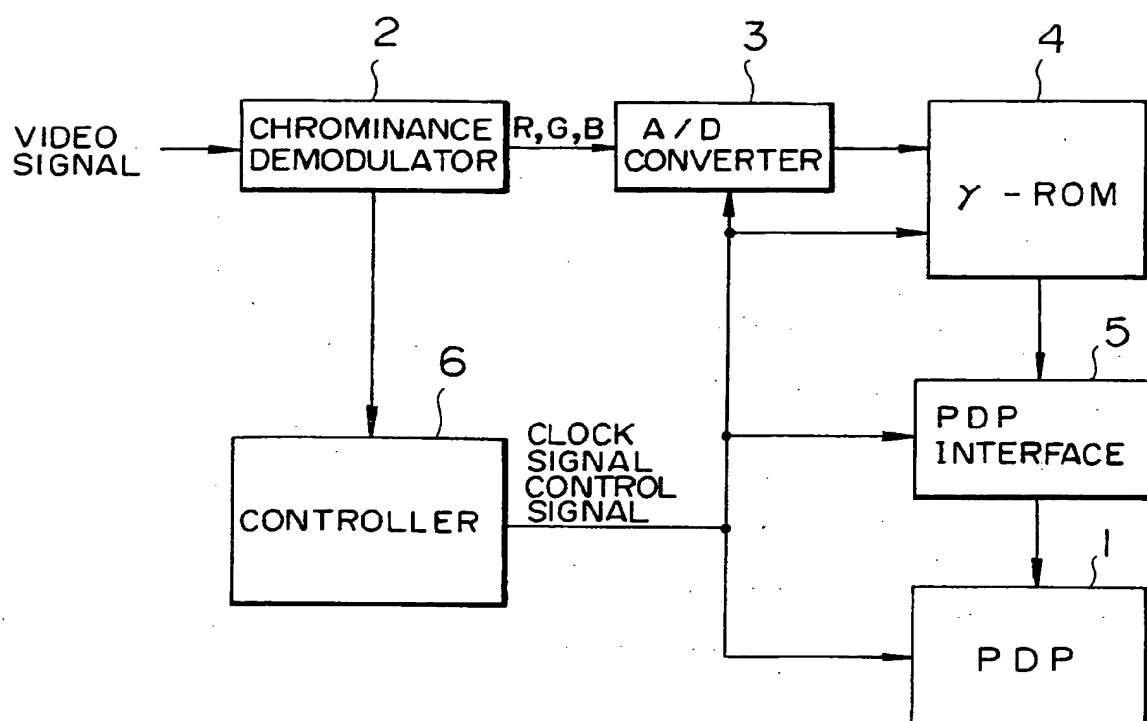 2
3
4
VIDEO
SIGNAL
CHROMINANCE
DEMODULATOR
R,G,B
A/D
CONVERTER
γ-ROM
6
5
CONTROLLER
CLOCK
SIGNAL
CONTROL
SIGNAL
PDP
INTERFACE
1
PDP